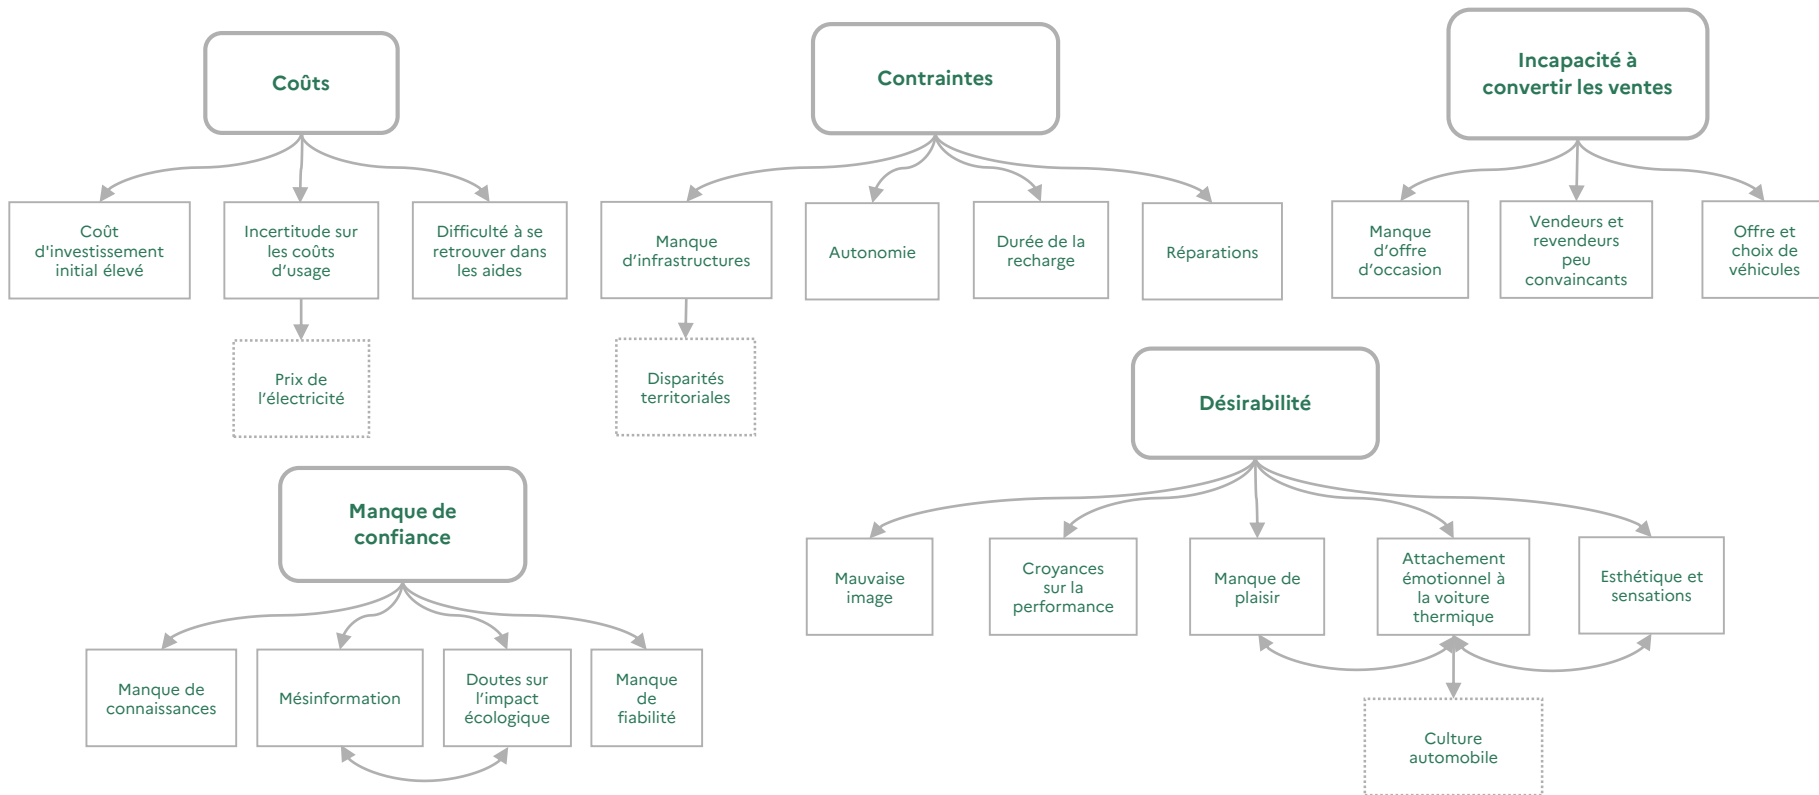 Coûts
Coût
d'investissement
initial élevé
Incertitude sur
les coûts
d’usage
Difficulté à se
retrouver dans
les aides
Prix de
l’électricité
Contraintes
Manque
d’infrastructures
Autonomie
Durée de la
recharge
Réparations
Disparités
territoriales
Incapacité à
convertir les ventes
Manque
d’offre
d’occasion
Vendeurs et
revendeurs
peu
convaincants
Offre et
choix de
véhicules
Manque de
confiance
Manque de
connaissances
Mésinformation
Doutes sur
l’impact
écologique
Manque
de
fiabilité
Désirabilité
Mauvaise
image
Croyances
sur la
performance
Manque de
plaisir
Attachement
émotionnel à
la voiture
thermique
Esthétique et
sensations
Culture
automobile